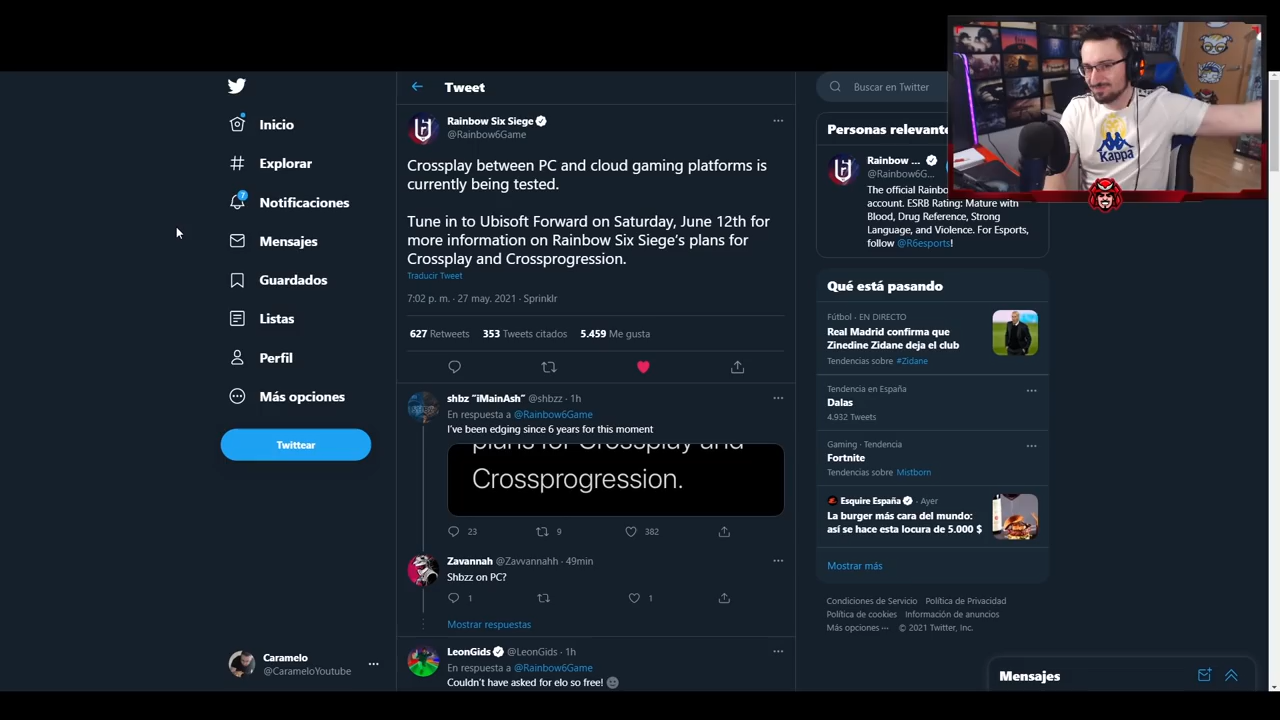 Tweet
Inicio
Explorar
7
Notificaciones
Mensajes
Guardados
Listas
Perfil
Más opciones
Twittear
Caramelo
@CarameloYoutube
Rainbow Six Siege
@Rainbow6Game
Crossplay between PC and cloud gaming platforms is
currently being tested.
Tune in to Ubisoft Forward on Saturday, June 12th for
more information on Rainbow Six Siege's plans for
Crossplay and Crossprogression.
Traducir Tweet
7:02 p. m. · 27 may. 2021 · Sprinklr
627 Retweets 353 Tweets citados 5.459 Me gusta
shbz “iMainAsh” @shbzz · 1h
En respuesta a @Rainbow6Game
I've been edging since 6 years for this moment
plans for Crossplay and
Crossprogression.
23 9 382
Zavannah @Zavvannahh · 49min
Shbzz on PC?
1 1
Mostrar respuestas
LeonGids @LeonGids · 1h
En respuesta a @Rainbow6Game
Couldn't have asked for elo so free!
Buscar en Twitter
Personas relevante
Rainbow ...
@Rainbow6G...
The official Rainbo
account. ESRB Rating: Mature with
Blood, Drug Reference, Strong
Language, and Violence. For Esports,
follow @R6esports!
Qué está pasando
Fútbol · EN DIRECTO
Real Madrid confirma que
Zinedine Zidane deja el club
Tendencias sobre #Zidane
Tendencia en España
Dalas
4.932 Tweets
Gaming · Tendencia
Fortnite
Tendencias sobre Mistborn
Esquire España · Ayer
La burger más cara del mundo:
así se hace esta locura de 5.000 $
Mostrar más
Condiciones de Servicio Política de Privacidad
Política de cookies Información de anuncios
Más opciones ··· © 2021 Twitter, Inc.
Mensajes
Kappa